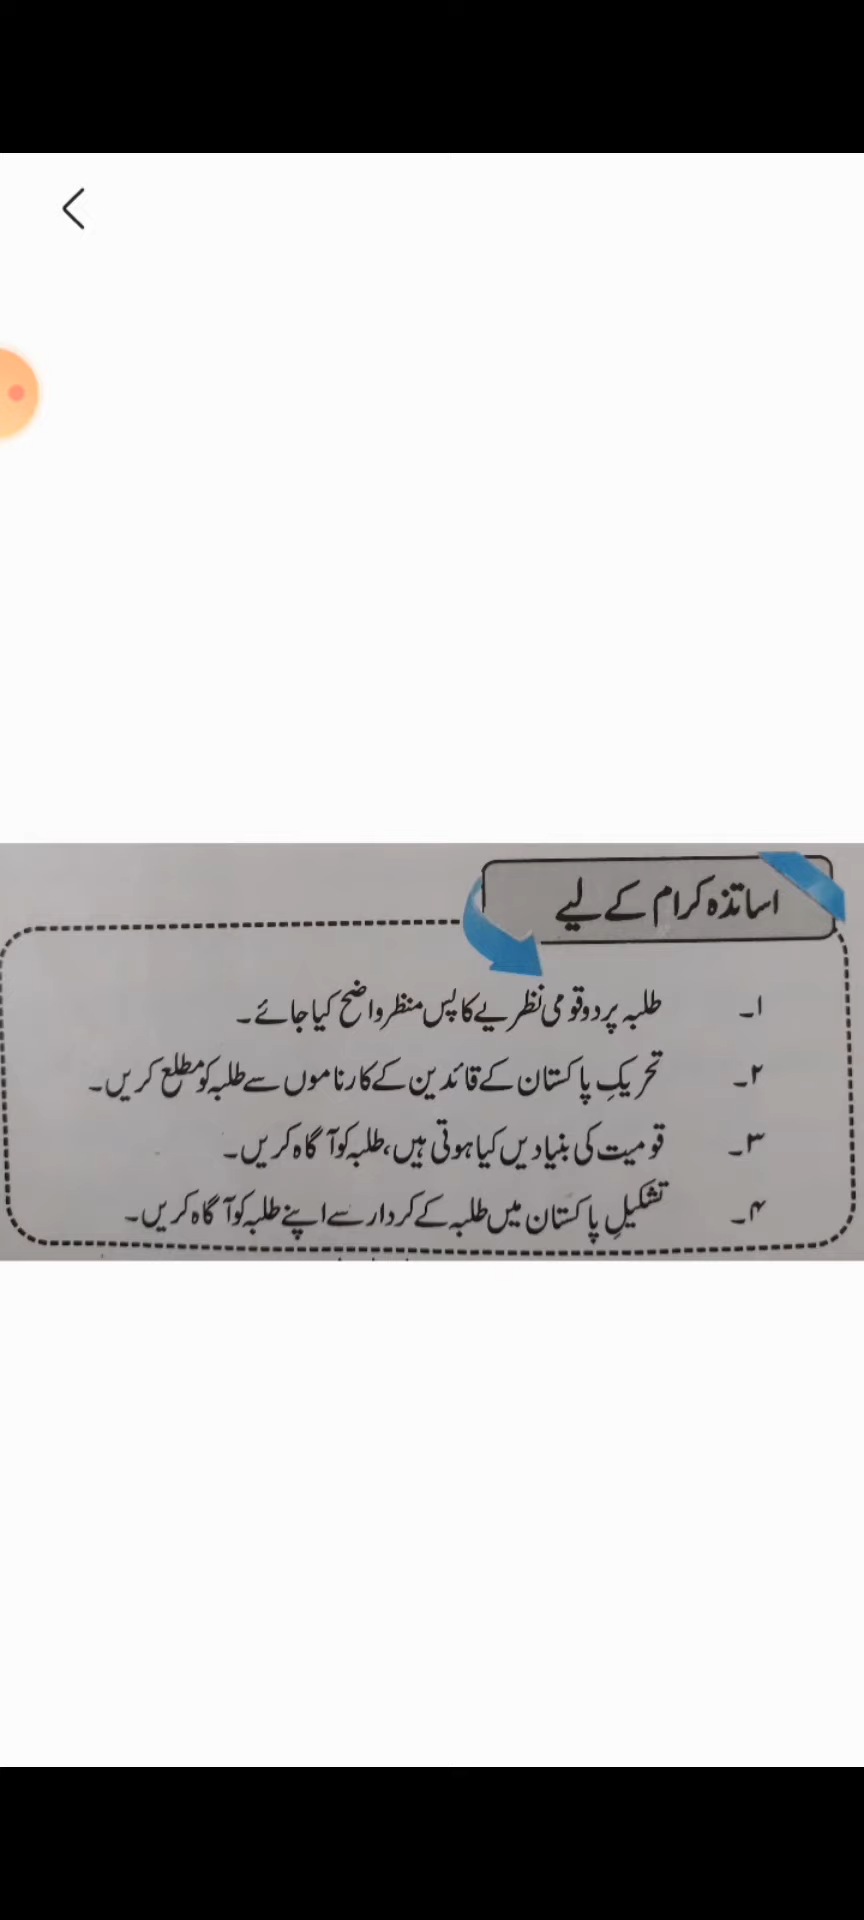 اساتذہ کرام کے لیے
۱۔ طلبہ پر دو قومی نظریے کا پس منظر واضح کیا جائے۔
۲۔ تحریکِ پاکستان کے قائدین کے کارناموں سے طلبہ کو مطلع کریں۔
۳۔ قومیت کی بنیادیں کیا ہوتی ہیں، طلبہ کو آگاہ کریں۔
۴۔ تشکیلِ پاکستان میں طلبہ کے کردار سے اپنے طلبہ کو آگاہ کریں۔